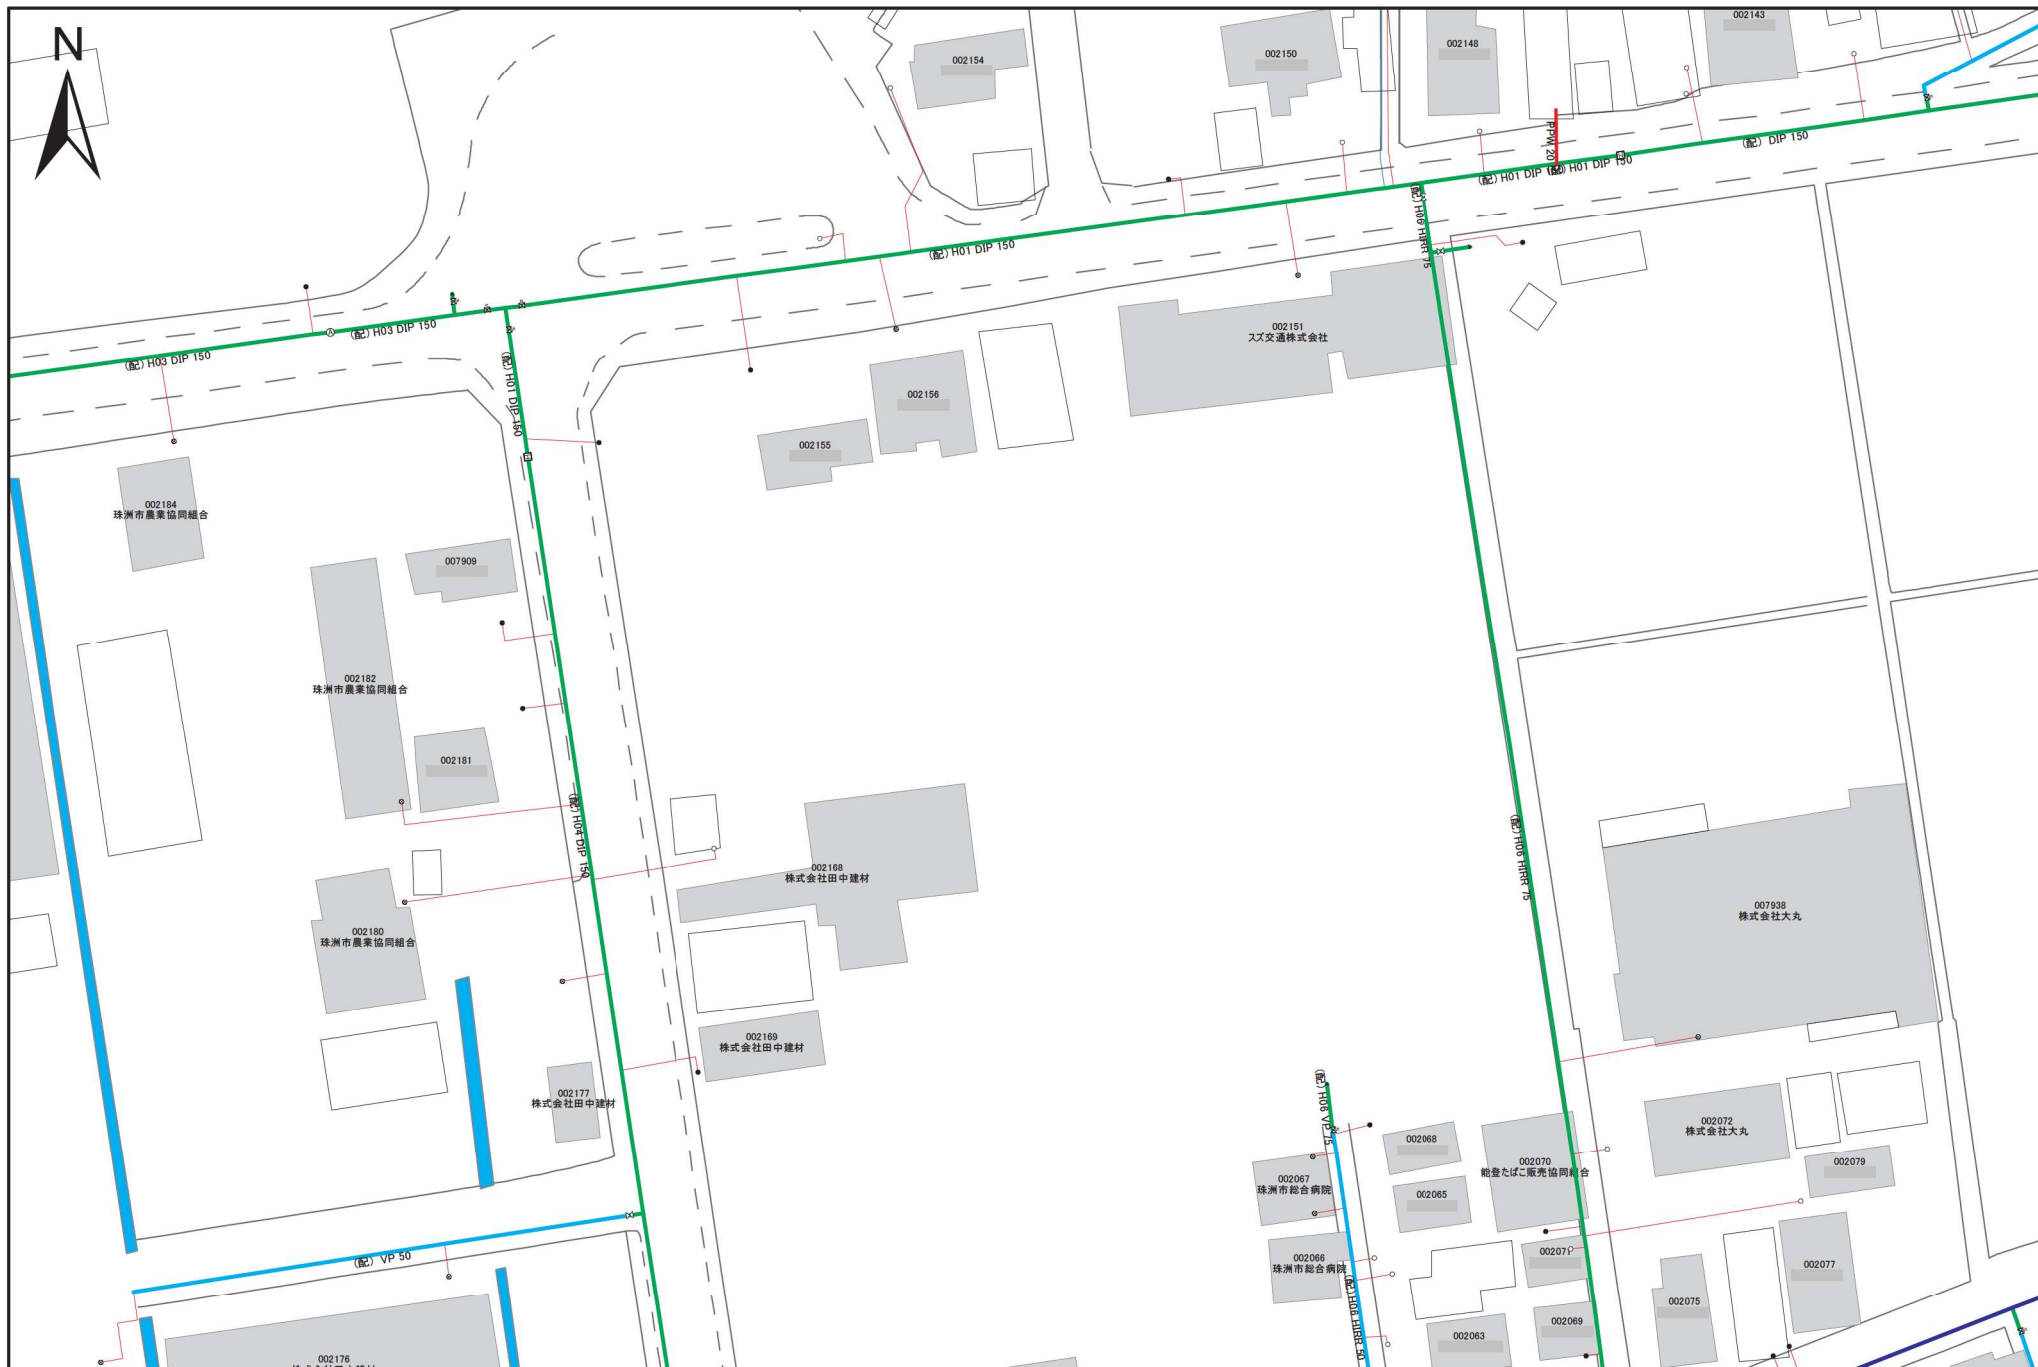 N
002143
002148
002150
002154
PPW 20
(配) DIP 150
(配) H01 DIP 150
(配) H01 DIP 150
(配) H06 HIRR 75
(配) H01 DIP 150
002151
スズ交通株式会社
(配) H03 DIP 150
(配) H03 DIP 150
(配) H01 DIP 150
002156
002155
002184
珠洲市農業協同組合
007909
002182
珠洲市農業協同組合
002181
(配) H04 DIP 150
(配) H06 HIRR 75
002168
株式会社田中建材
007938
株式会社大丸
002180
珠洲市農業協同組合
002169
株式会社田中建材
002177
株式会社田中建材
(配) H06 VP 75
002072
株式会社大丸
002068
002070
能登たばこ販売協同組合
002079
002067
珠洲市総合病院
002065
(配) VP 50
002066
珠洲市総合病院
002071
002077
(配) H06 HIRR 50
002075
002069
002063
002176